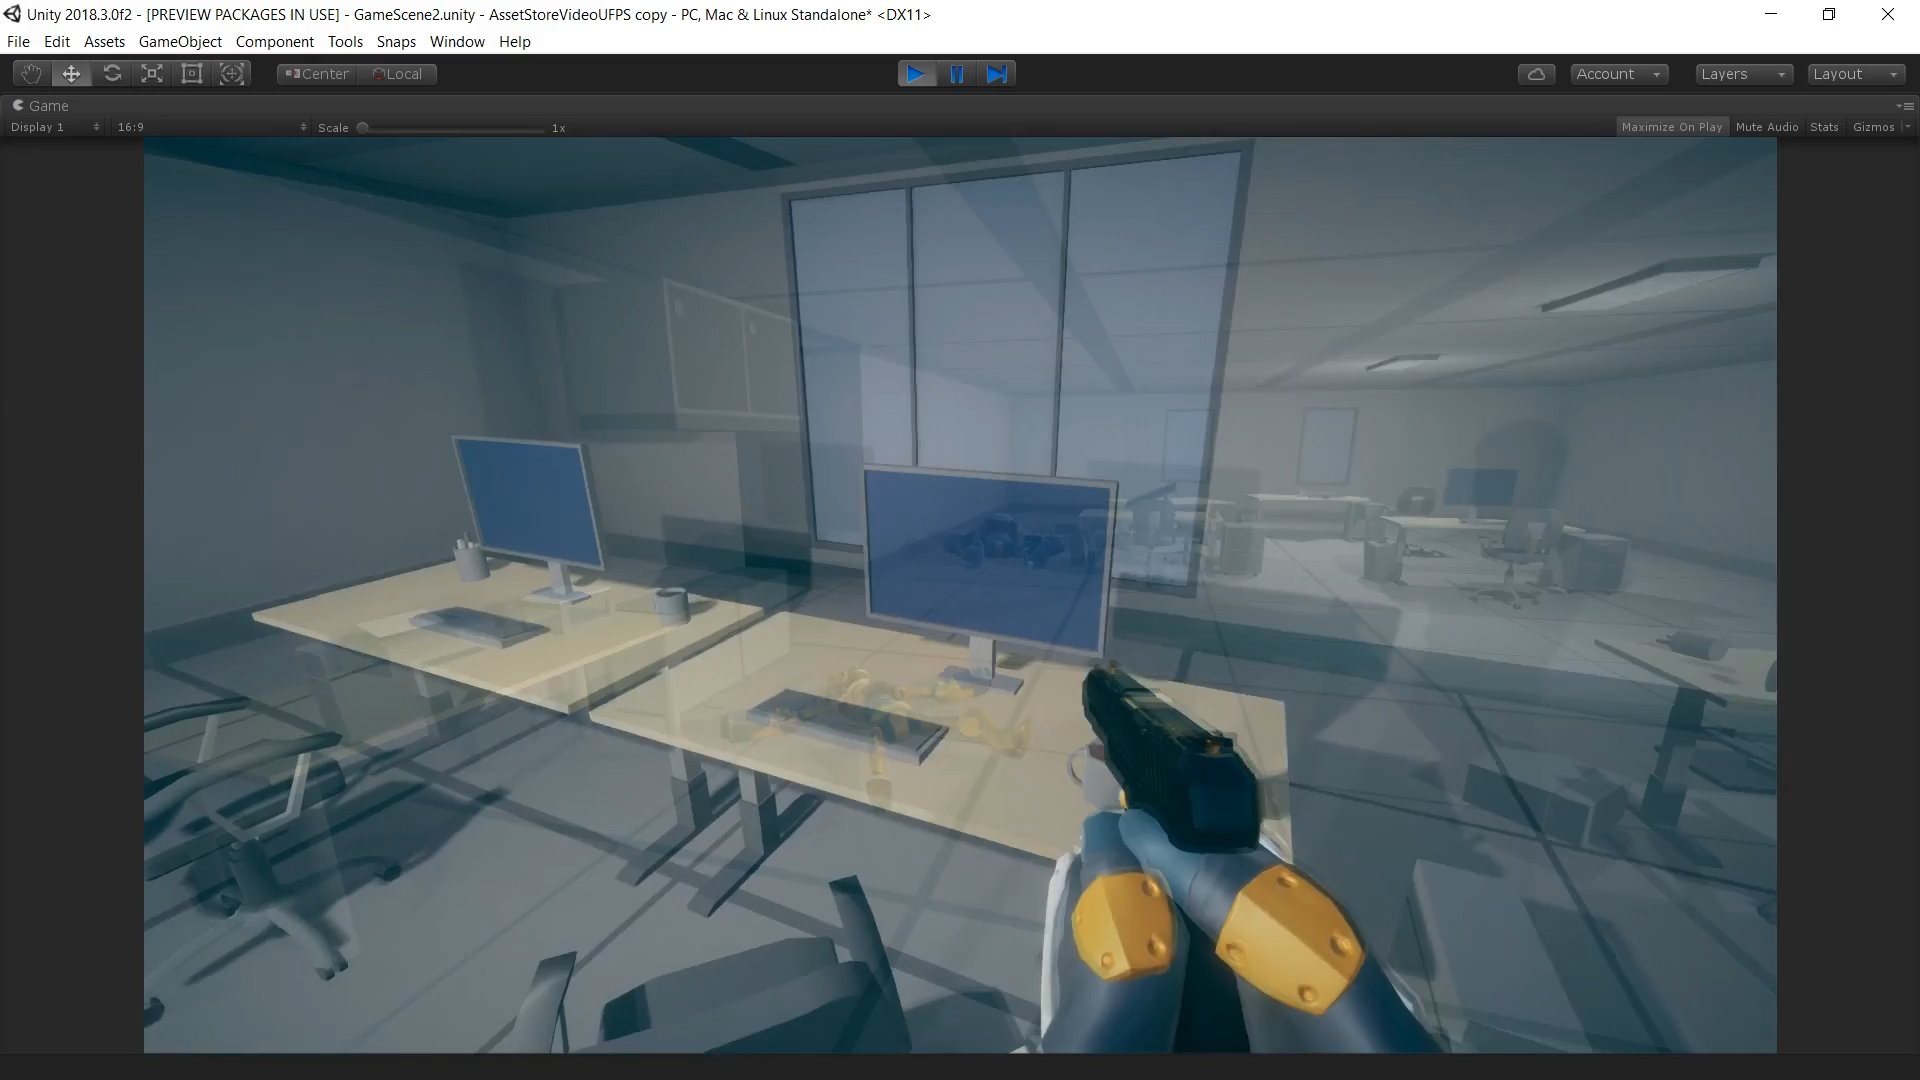 Unity 2018.3.0f2 - [PREVIEW PACKAGES IN USE] - GameScene2.unity - AssetStoreVideoUFPS copy - PC, Mac & Linux Standalone* <DX11>
File Edit Assets GameObject Component Tools Snaps Window Help
Center Local Account Layers Layout
Game
Display 1 16:9 Scale 1x Maximize On Play Mute Audio Stats Gizmos